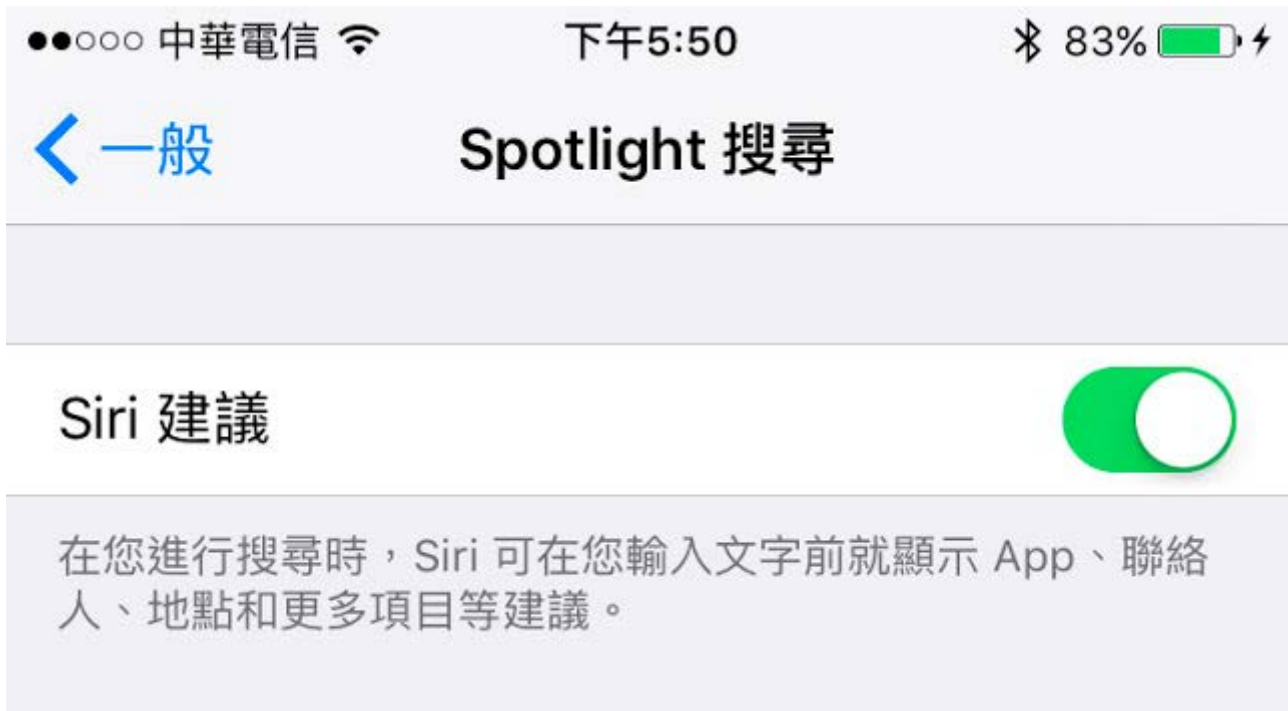 中華電信 下午5:50 83%
一般 Spotlight 搜尋
Siri 建議
在您進行搜尋時，Siri 可在您輸入文字前就顯示 App、聯絡
人、地點和更多項目等建議。